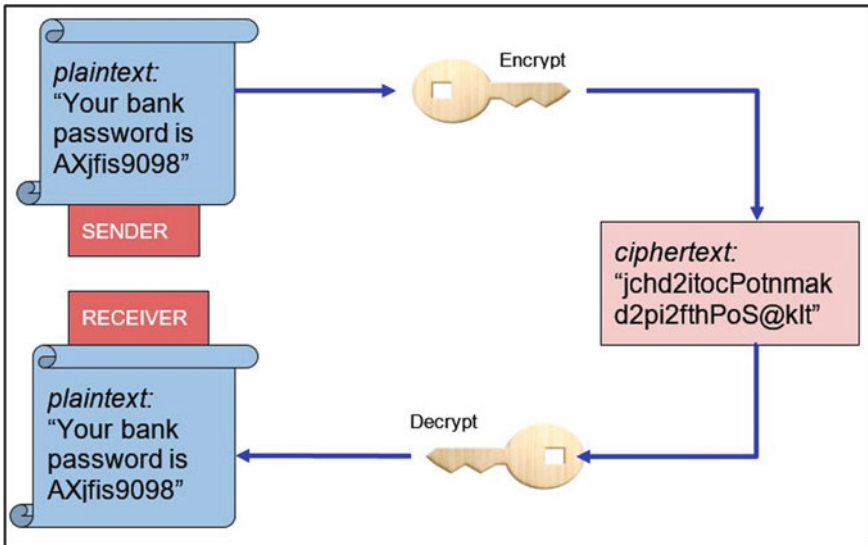 plaintext:
“Your bank
password is
AXjfis9098”
SENDER
Encrypt
ciphertext:
“jchd2itocPotnmak
d2pi2fthPoS@klt”
Decrypt
RECEIVER
plaintext:
“Your bank
password is
AXjfis9098”